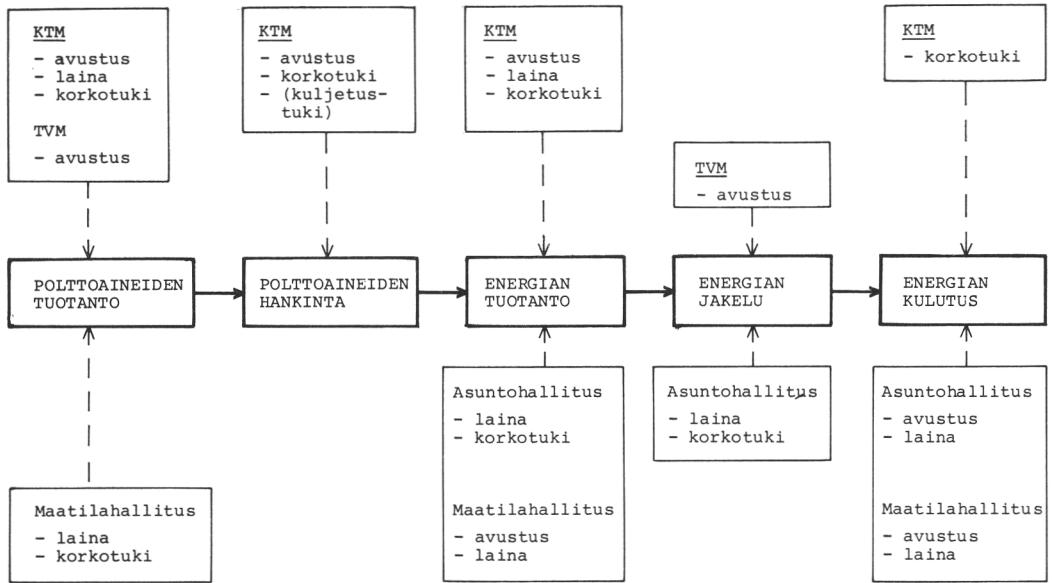 KTM
- avustus
- laina
- korkotuki
TVM
- avustus
KTM
- avustus
- korkotuki
- (kuljetus-
tuki)
KTM
- avustus
- laina
- korkotuki
TVM
- avustus
KTM
- korkotuki
POLTTOAINEIDEN
TUOTANTO
POLTTOAINEIDEN
HANKINTA
ENERGIAN
TUOTANTO
ENERGIAN
JAKELU
ENERGIAN
KULUTUS
Maatilahallitus
- laina
- korkotuki
Asuntohallitus
- laina
- korkotuki
Maatilahallitus
- avustus
- laina
Asuntohallitus
- laina
- korkotuki
Asuntohallitus
- avustus
- laina
Maatilahallitus
- avustus
- laina